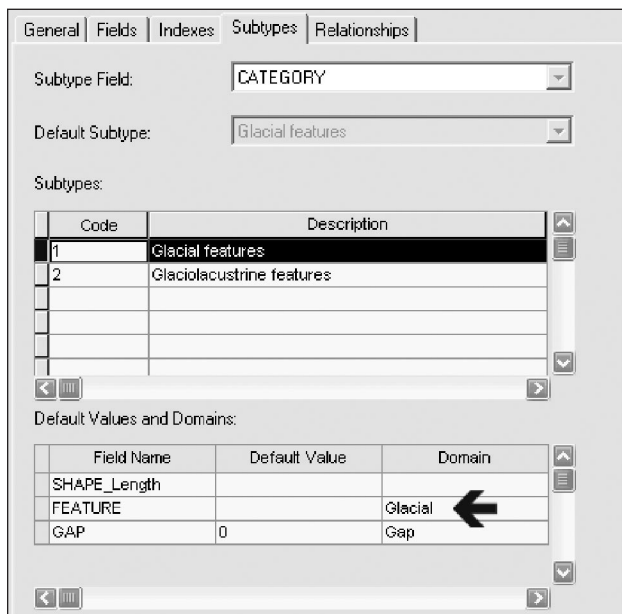 General Fields Indexes Subtypes Relationships
Subtype Field: CATEGORY
Default Subtype: Glacial features
Subtypes:
Code Description
1 Glacial features
2 Glaciolacustrine features
Default Values and Domains:
Field Name Default Value Domain
SHAPE_Length
FEATURE Glacial
GAP 0 Gap